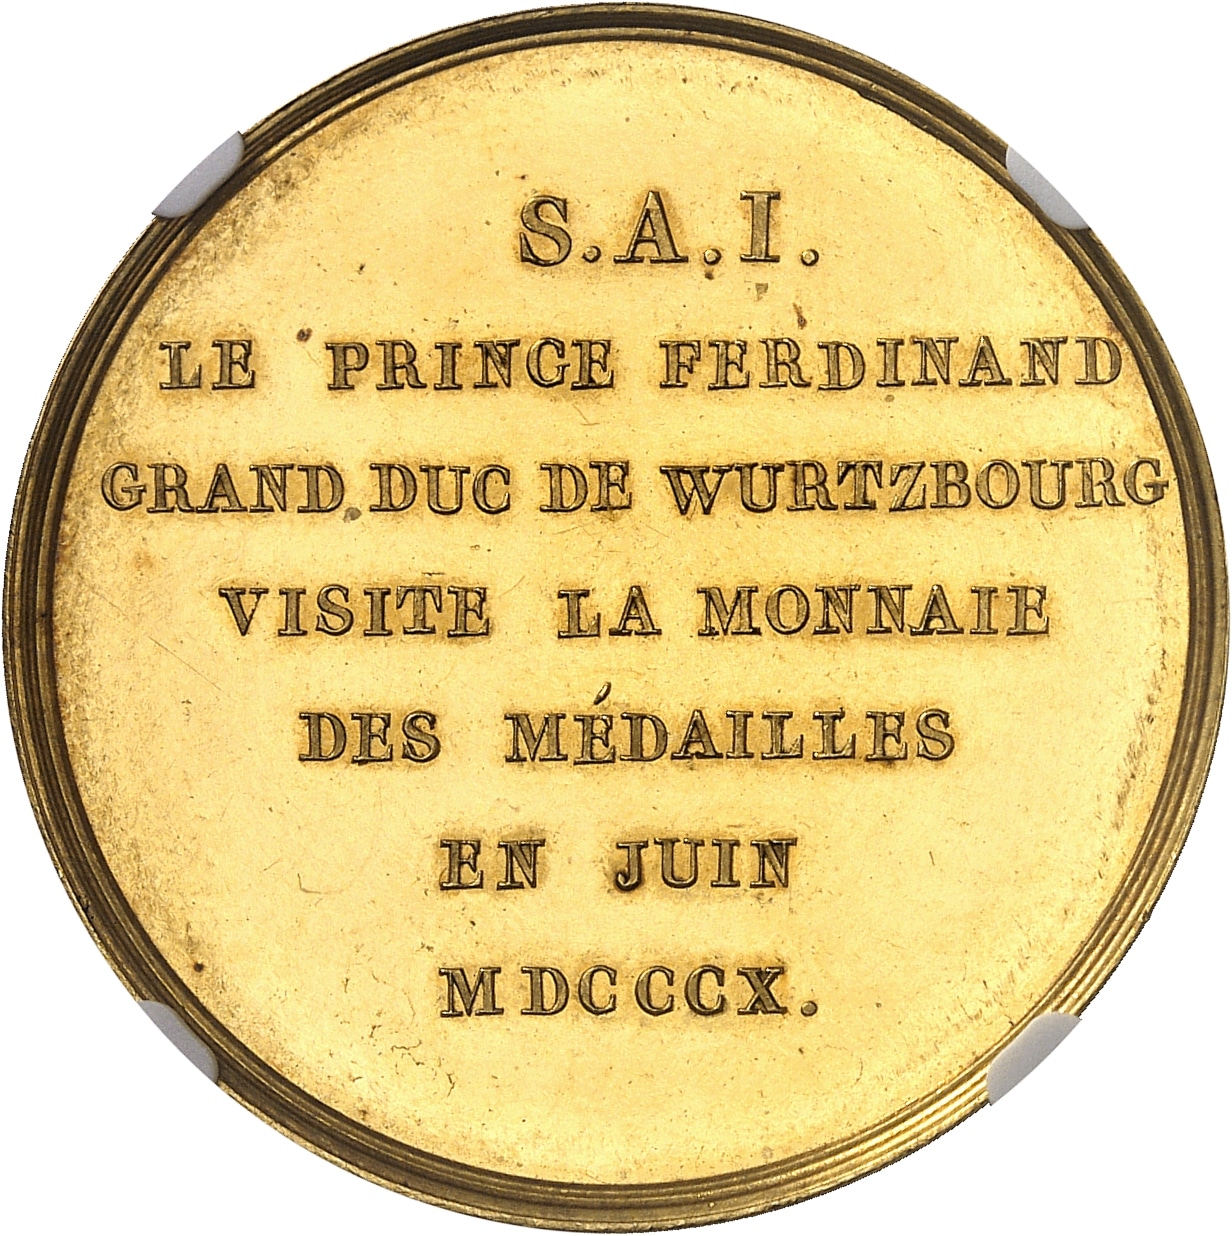 S.A.I.
LE PRINCE FERDINAND
GRAND DUC DE WURTZBOURG
VISITE LA MONNAIE
DES MÉDAILLES
EN JUIN
MDCCCX.